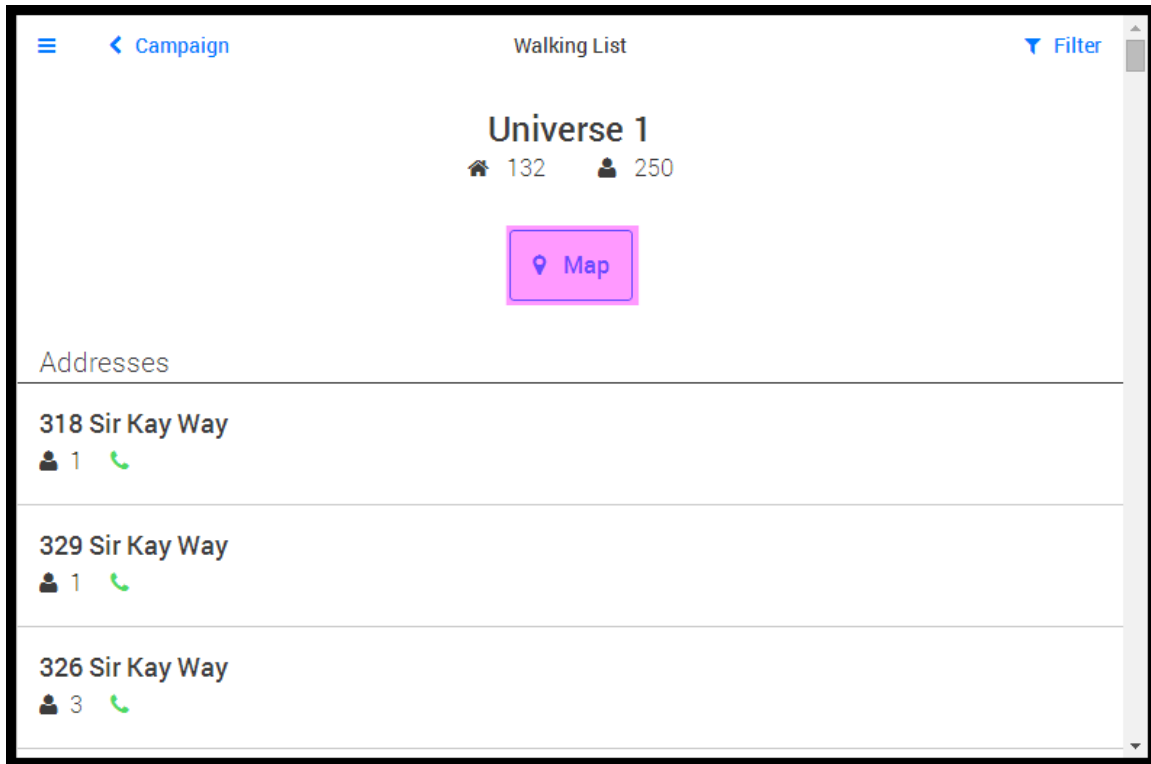 Campaign Walking List Filter
Universe 1
132 250
Map
Addresses
318 Sir Kay Way
1
329 Sir Kay Way
1
326 Sir Kay Way
3